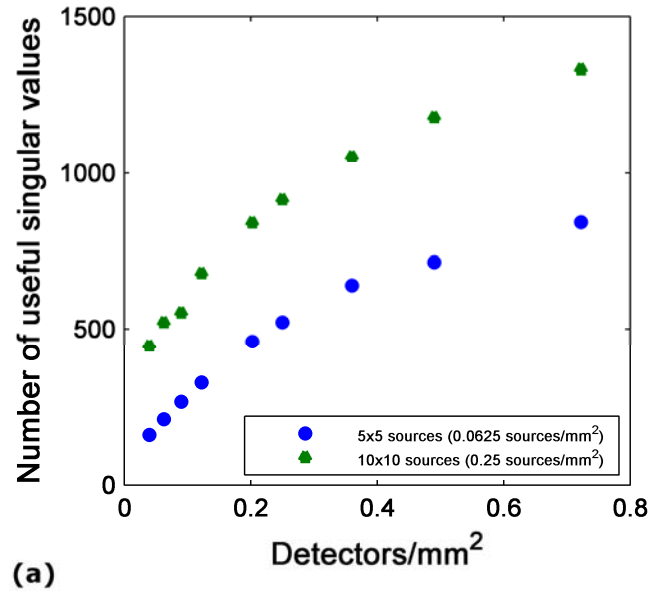 1500
1000
500
0
Number of useful singular values
5x5 sources (0.0625 sources/mm²)
10x10 sources (0.25 sources/mm²)
0 0.2 0.4 0.6 0.8
Detectors/mm²
(a)